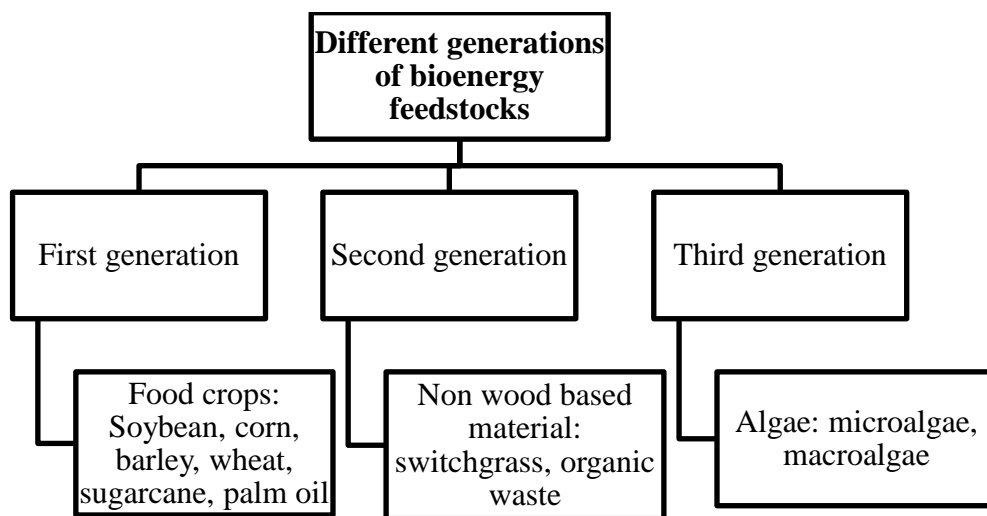 Different generations
of bioenergy
feedstocks
First generation
Second generation
Third generation
Food crops:
Soybean, corn,
barley, wheat,
sugarcane, palm oil
Non wood based
material:
switchgrass, organic
waste
Algae: microalgae,
macroalgae